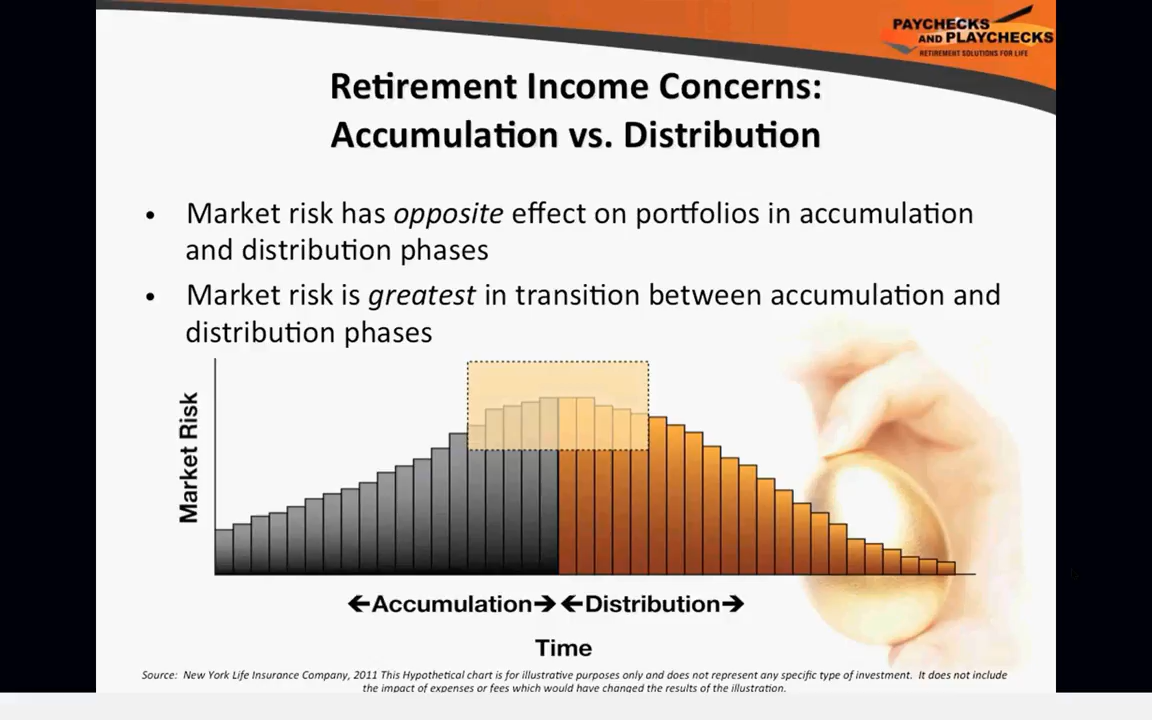 PAYCHECKS
AND PLAYCHECKS
RETIREMENT SOLUTIONS FOR LIFE
Retirement Income Concerns:
Accumulation vs. Distribution
• Market risk has opposite effect on portfolios in accumulation
and distribution phases
• Market risk is greatest in transition between accumulation and
distribution phases
Market Risk
←Accumulation→ ←Distribution→
Time
Source: New York Life Insurance Company, 2011 This Hypothetical chart is for illustrative purposes only and does not represent any specific type of investment. It does not include
the impact of expenses or fees which would have changed the results of the illustration.